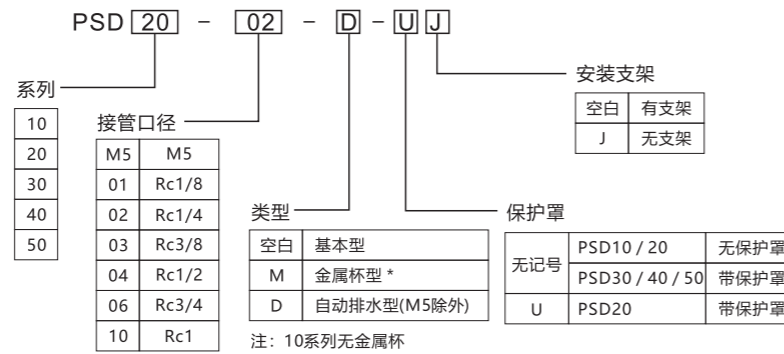 PSD 20 - 02 - D - U J
系列
10
20
30
40
50
接管口径
M5 M5
01 Rc1/8
02 Rc1/4
03 Rc3/8
04 Rc1/2
06 Rc3/4
10 Rc1
类型
空白 基本型
M 金属杯型 *
D 自动排水型(M5除外)
注：10系列无金属杯
保护罩
无记号 PSD10 / 20 无保护罩
PSD30 / 40 / 50 带保护罩
U PSD20 带保护罩
安装支架
空白 有支架
J 无支架